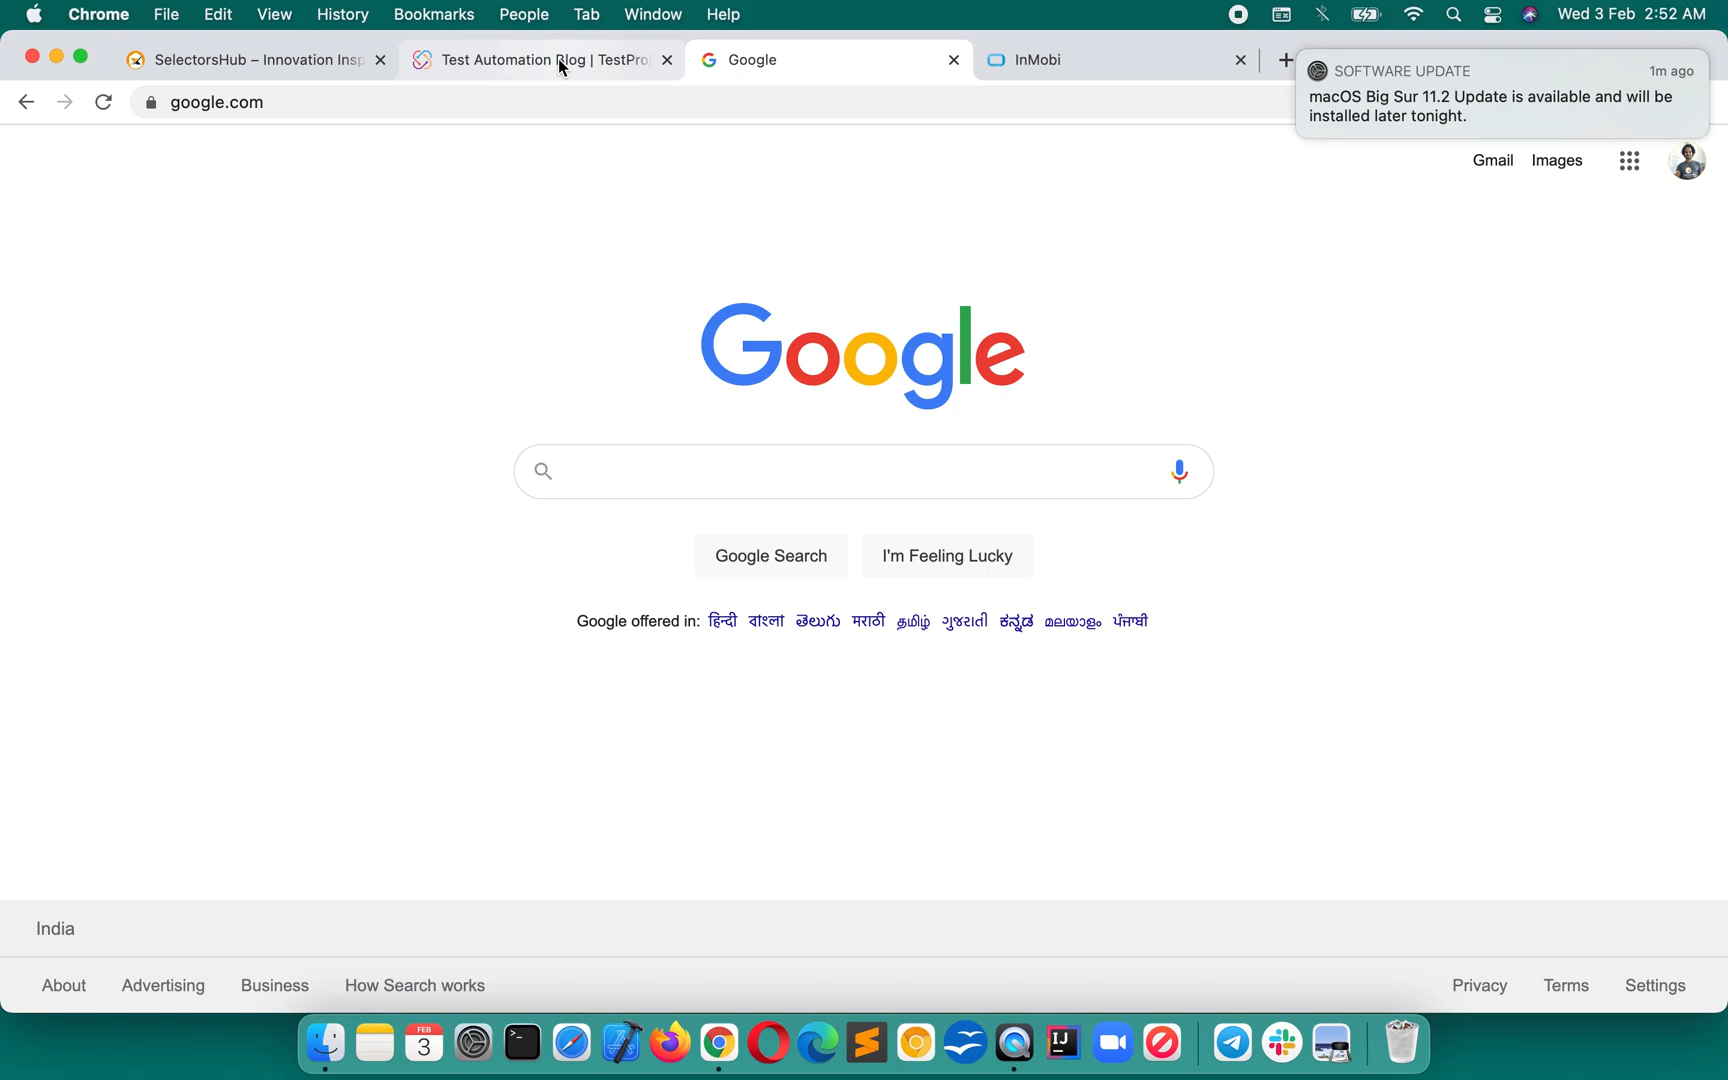 Chrome File Edit View History Bookmarks People Tab Window Help Wed 3 Feb 2:52 AM
SelectorsHub – Innovation Insp Test Automation Blog | TestPro Google InMobi
SOFTWARE UPDATE 1m ago
macOS Big Sur 11.2 Update is available and will be
installed later tonight.
google.com
Gmail Images
Google
Google Search I'm Feeling Lucky
Google offered in: हिन्दी বাংলা తెలుగు मराठी தமிழ் ગુજરાતી ಕನ್ನಡ മലയാളം ਪੰਜਾਬੀ
India
About Advertising Business How Search works Privacy Terms Settings
FEB
3
IJ